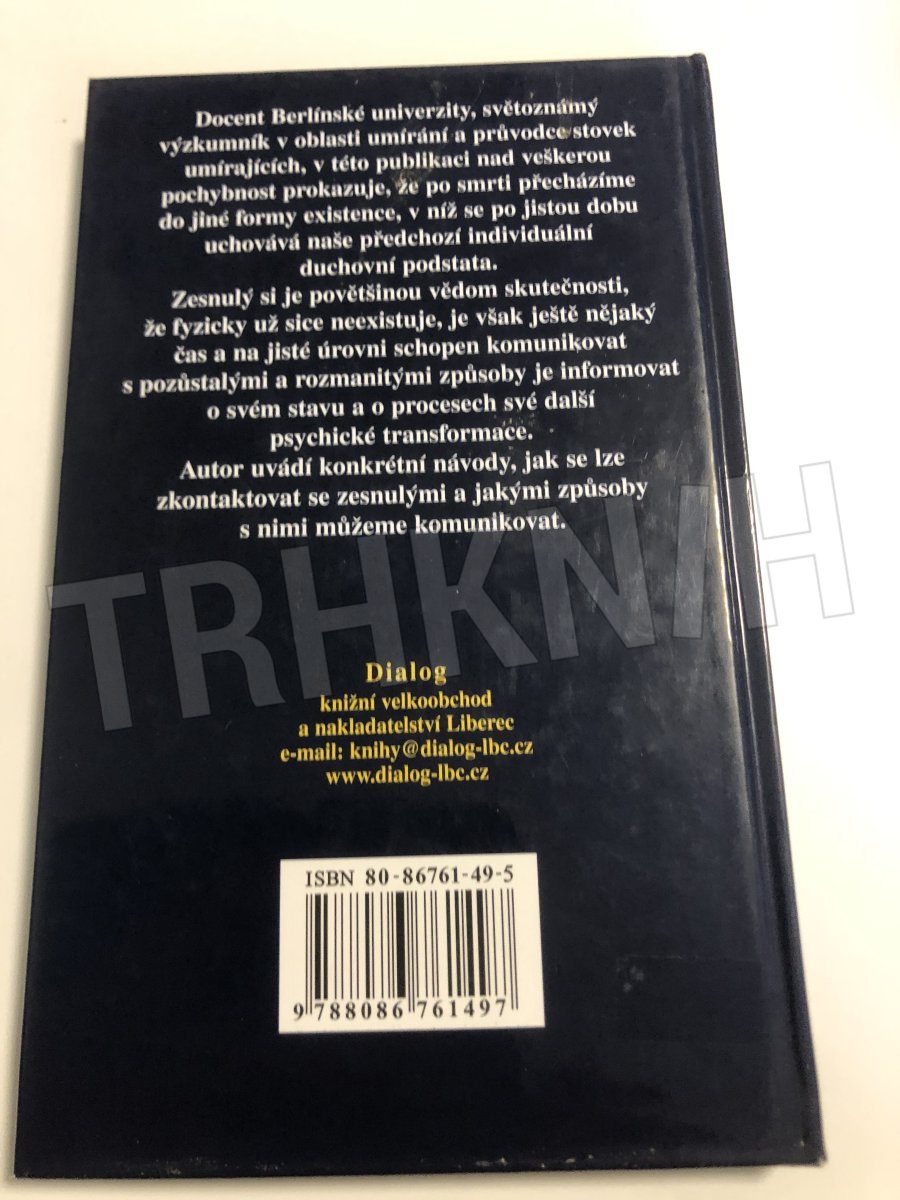 Docent Berlínské univerzity, světoznámý
výzkumník v oblasti umírání a průvodce stovek
umírajících, v této publikaci nad veškerou
pochybnost prokazuje, že po smrti přecházíme
do jiné formy existence, v níž se po jistou dobu
uchovává naše předchozí individuální
duchovní podstata.
Zesnulý si je povětšinou vědom skutečnosti,
že fyzicky už sice neexistuje, je však ještě nějaký
čas a na jisté úrovni schopen komunikovat
s pozůstalými a rozmanitými způsoby je informovat
o svém stavu a o procesech své další
psychické transformace.
Autor uvádí konkrétní návody, jak se lze
zkontaktovat se zesnulými a jakými způsoby
s nimi můžeme komunikovat.
TRHKNIH
Dialog
knižní velkoobchod
a nakladatelství Liberec
e-mail: knihy@dialog-lbc.cz
www.dialog-lbc.cz
ISBN 80-86761-49-5
9 788086 761497